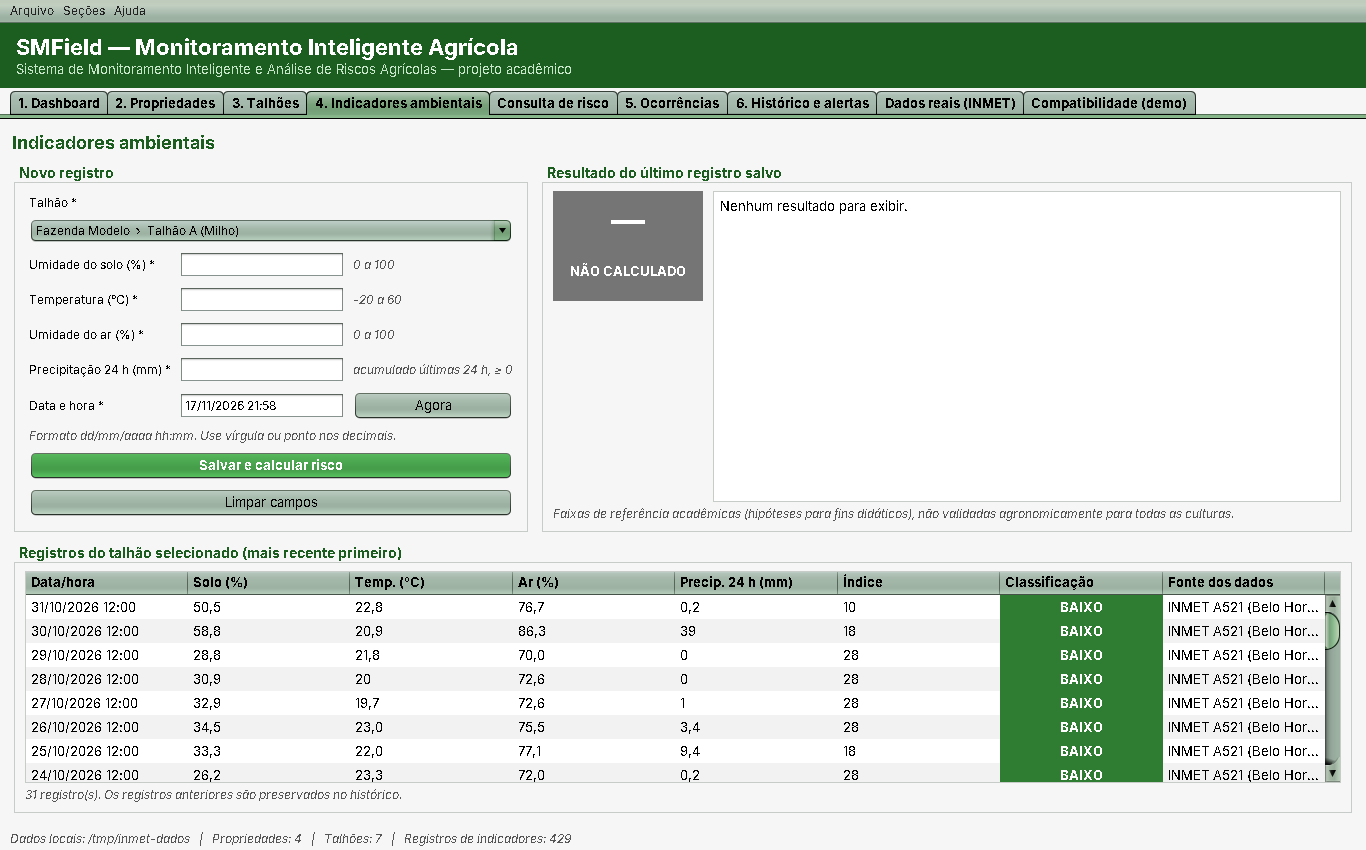 Arquivo Seções Ajuda
SMField — Monitoramento Inteligente Agrícola
Sistema de Monitoramento Inteligente e Análise de Riscos Agrícolas — projeto acadêmico
1. Dashboard 2. Propriedades 3. Talhões 4. Indicadores ambientais Consulta de risco 5. Ocorrências 6. Histórico e alertas Dados reais (INMET) Compatibilidade (demo)
Indicadores ambientais
Novo registro
Talhão *
Fazenda Modelo › Talhão A (Milho)
Umidade do solo (%) * 0 a 100
Temperatura (°C) * -20 a 60
Umidade do ar (%) * 0 a 100
Precipitação 24 h (mm) * acumulado últimas 24 h, ≥ 0
Data e hora * 17/11/2026 21:58 Agora
Formato dd/mm/aaaa hh:mm. Use vírgula ou ponto nos decimais.
Salvar e calcular risco
Limpar campos
Resultado do último registro salvo
—
NÃO CALCULADO
Nenhum resultado para exibir.
Faixas de referência acadêmicas (hipóteses para fins didáticos), não validadas agronomicamente para todas as culturas.
Registros do talhão selecionado (mais recente primeiro)
Data/hora Solo (%) Temp. (°C) Ar (%) Precip. 24 h (mm) Índice Classificação Fonte dos dados
31/10/2026 12:00 50,5 22,8 76,7 0,2 10 BAIXO INMET A521 (Belo Hor...
30/10/2026 12:00 58,8 20,9 86,3 39 18 BAIXO INMET A521 (Belo Hor...
29/10/2026 12:00 28,8 21,8 70,0 0 28 BAIXO INMET A521 (Belo Hor...
28/10/2026 12:00 30,9 20 72,6 0 28 BAIXO INMET A521 (Belo Hor...
27/10/2026 12:00 32,9 19,7 72,6 1 28 BAIXO INMET A521 (Belo Hor...
26/10/2026 12:00 34,5 23,0 75,5 3,4 28 BAIXO INMET A521 (Belo Hor...
25/10/2026 12:00 33,3 22,0 77,1 9,4 18 BAIXO INMET A521 (Belo Hor...
24/10/2026 12:00 26,2 23,3 72,0 0,2 28 BAIXO INMET A521 (Belo Hor...
31 registro(s). Os registros anteriores são preservados no histórico.
Dados locais: /tmp/inmet-dados | Propriedades: 4 | Talhões: 7 | Registros de indicadores: 429